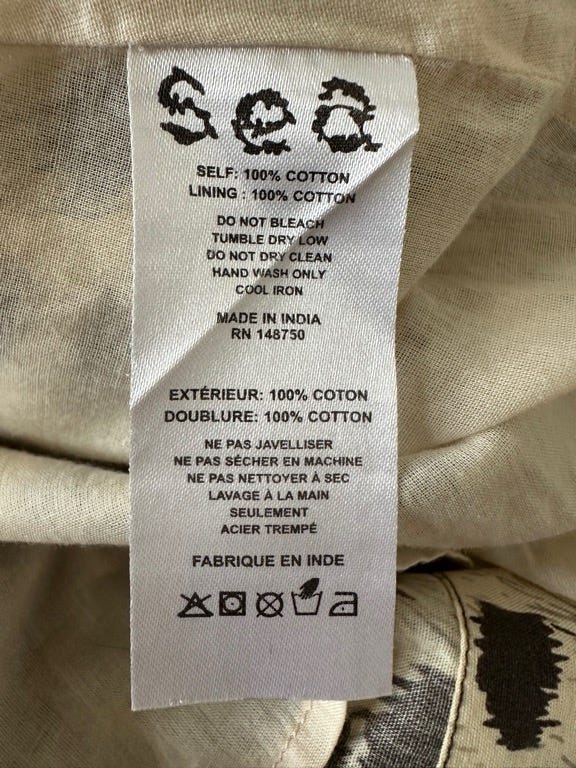 Sea
SELF: 100% COTTON
LINING : 100% COTTON
DO NOT BLEACH
TUMBLE DRY LOW
DO NOT DRY CLEAN
HAND WASH ONLY
COOL IRON
MADE IN INDIA
RN 148750
EXTÉRIEUR: 100% COTON
DOUBLURE: 100% COTTON
NE PAS JAVELLISER
NE PAS SÉCHER EN MACHINE
NE PAS NETTOYER À SEC
LAVAGE À LA MAIN
SEULEMENT
ACIER TREMPÉ
FABRIQUE EN INDE